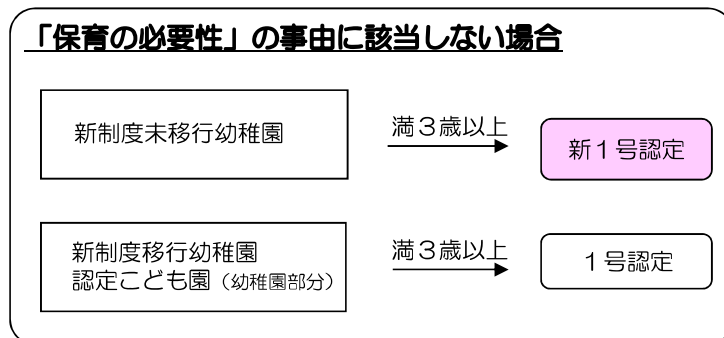 「保育の必要性」の事由に該当しない場合
新制度未移行幼稚園
満３歳以上
新１号認定
新制度移行幼稚園
認定こども園（幼稚園部分）
満３歳以上
１号認定